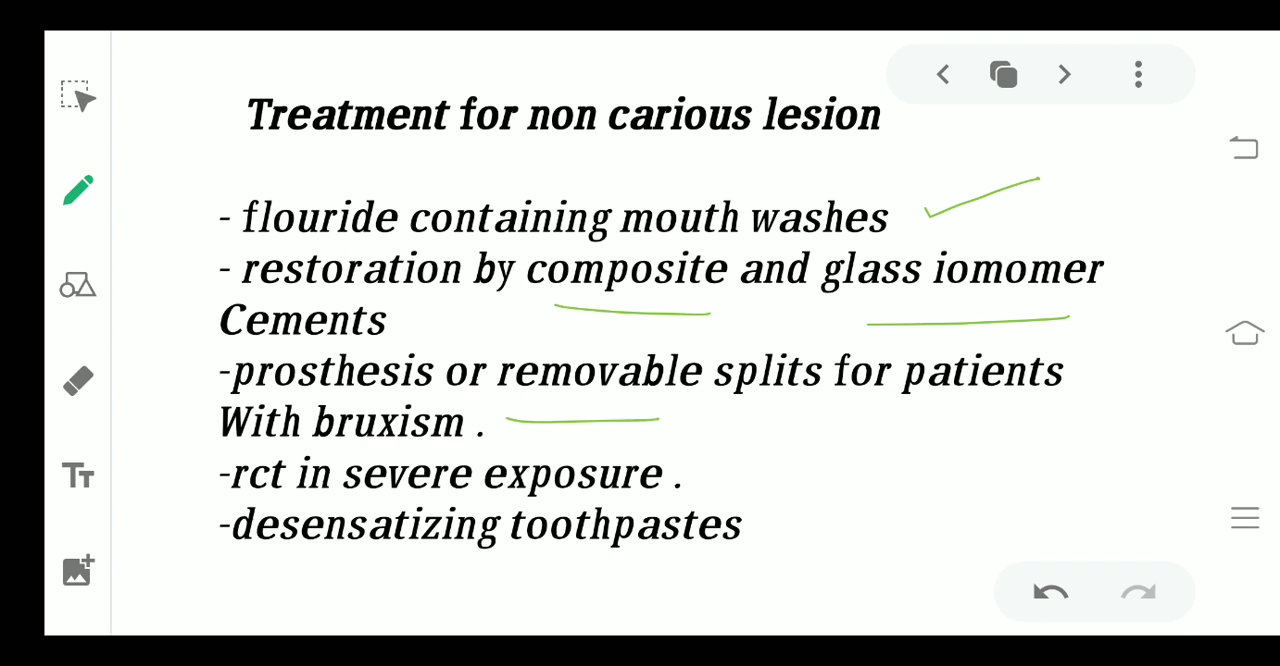 Treatment for non carious lesion
- flouride containing mouth washes
- restoration by composite and glass iomomer
Cements
-prosthesis or removable splits for patients
With bruxism .
-rct in severe exposure .
-desensatizing toothpastes
TT